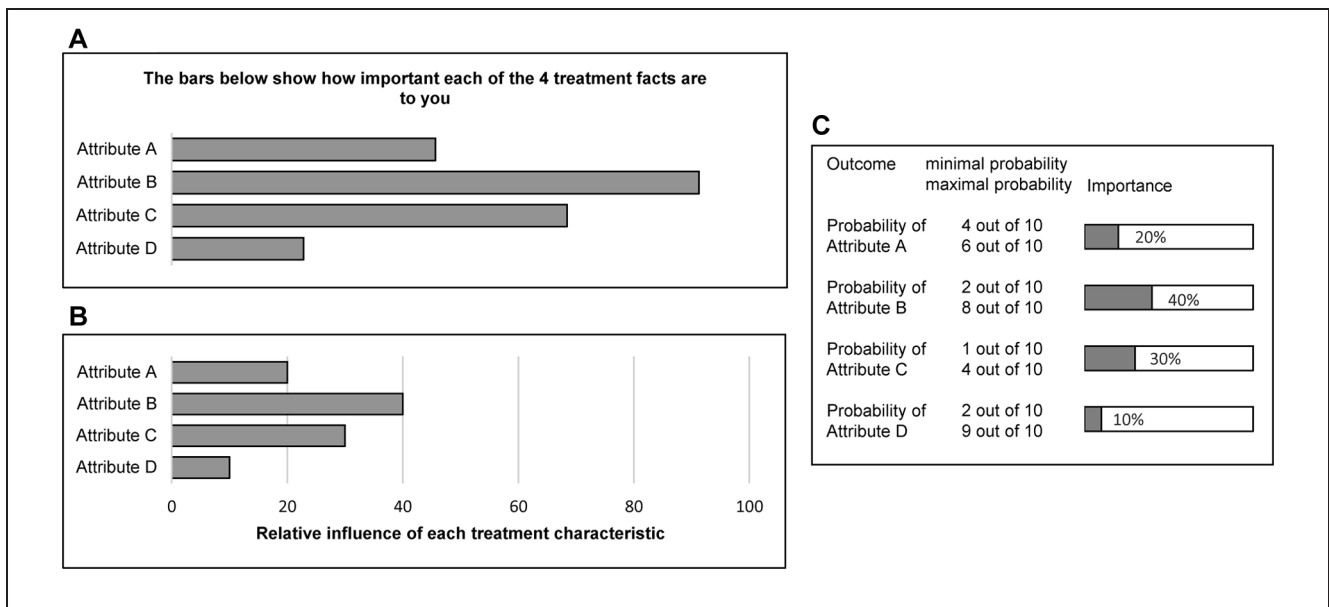 A
The bars below show how important each of the 4 treatment facts are
to you
Attribute A
Attribute B
Attribute C
Attribute D
B
Attribute A
Attribute B
Attribute C
Attribute D
0 20 40 60 80 100
Relative influence of each treatment characteristic
C
Outcome minimal probability
maximal probability Importance
Probability of 4 out of 10
Attribute A 6 out of 10
20%
Probability of 2 out of 10
Attribute B 8 out of 10
40%
Probability of 1 out of 10
Attribute C 4 out of 10
30%
Probability of 2 out of 10
Attribute D 9 out of 10
10%